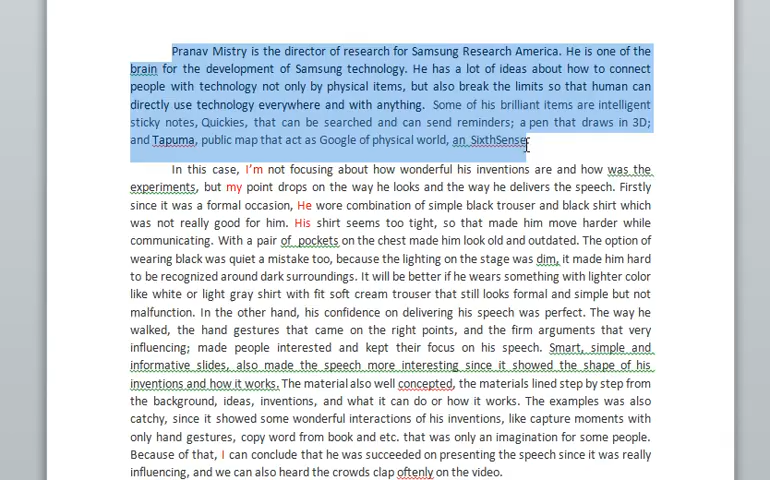 Pranav Mistry is the director of research for Samsung Research America. He is one of the
brain for the development of Samsung technology. He has a lot of ideas about how to connect
people with technology not only by physical items, but also break the limits so that human can
directly use technology everywhere and with anything. Some of his brilliant items are intelligent
sticky notes, Quickies, that can be searched and can send reminders; a pen that draws in 3D;
and Tapuma, public map that act as Google of physical world, an SixthSense.
In this case, I'm not focusing about how wonderful his inventions are and how was the
experiments, but my point drops on the way he looks and the way he delivers the speech. Firstly
since it was a formal occasion, He wore combination of simple black trouser and black shirt which
was not really good for him. His shirt seems too tight, so that made him move harder while
communicating. With a pair of pockets on the chest made him look old and outdated. The option of
wearing black was quiet a mistake too, because the lighting on the stage was dim, it made him hard
to be recognized around dark surroundings. It will be better if he wears something with lighter color
like white or light gray shirt with fit soft cream trouser that still looks formal and simple but not
malfunction. In the other hand, his confidence on delivering his speech was perfect. The way he
walked, the hand gestures that came on the right points, and the firm arguments that very
influencing; made people interested and kept their focus on his speech. Smart, simple and
informative slides, also made the speech more interesting since it showed the shape of his
inventions and how it works. The material also well concepted, the materials lined step by step from
the background, ideas, inventions, and what it can do or how it works. The examples was also
catchy, since it showed some wonderful interactions of his inventions, like capture moments with
only hand gestures, copy word from book and etc. that was only an imagination for some people.
Because of that, I can conclude that he was succeeded on presenting the speech since it was really
influencing, and we can also heard the crowds clap oftenly on the video.